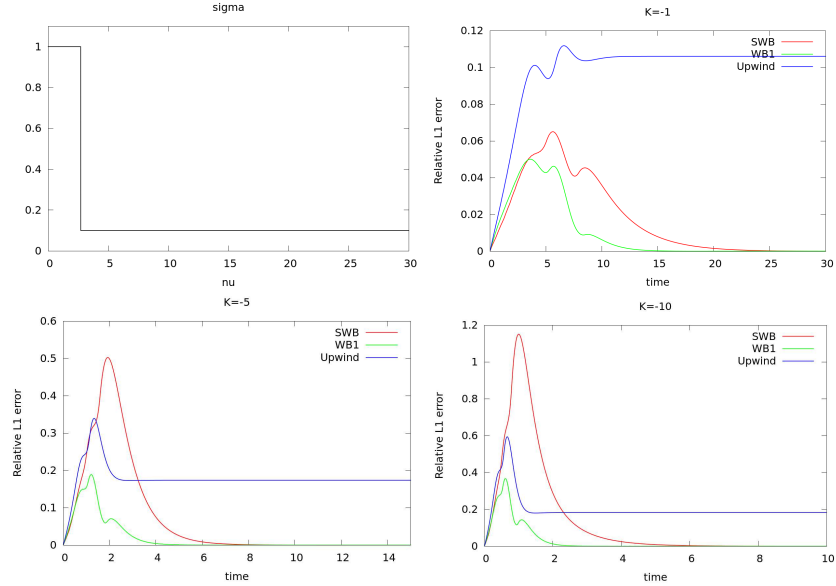 sigma
1
0.8
0.6
0.4
0.2
0
0 5 10 15 20 25 30
nu
K=-1
0.12
0.1
0.08
0.06
0.04
0.02
0
Relative L1 error
SWB
WB1
Upwind
0 5 10 15 20 25 30
time
K=-5
0.6
0.5
0.4
0.3
0.2
0.1
0
Relative L1 error
SWB
WB1
Upwind
0 2 4 6 8 10 12 14
time
K=-10
1.2
1
0.8
0.6
0.4
0.2
0
Relative L1 error
SWB
WB1
Upwind
0 2 4 6 8 10
time